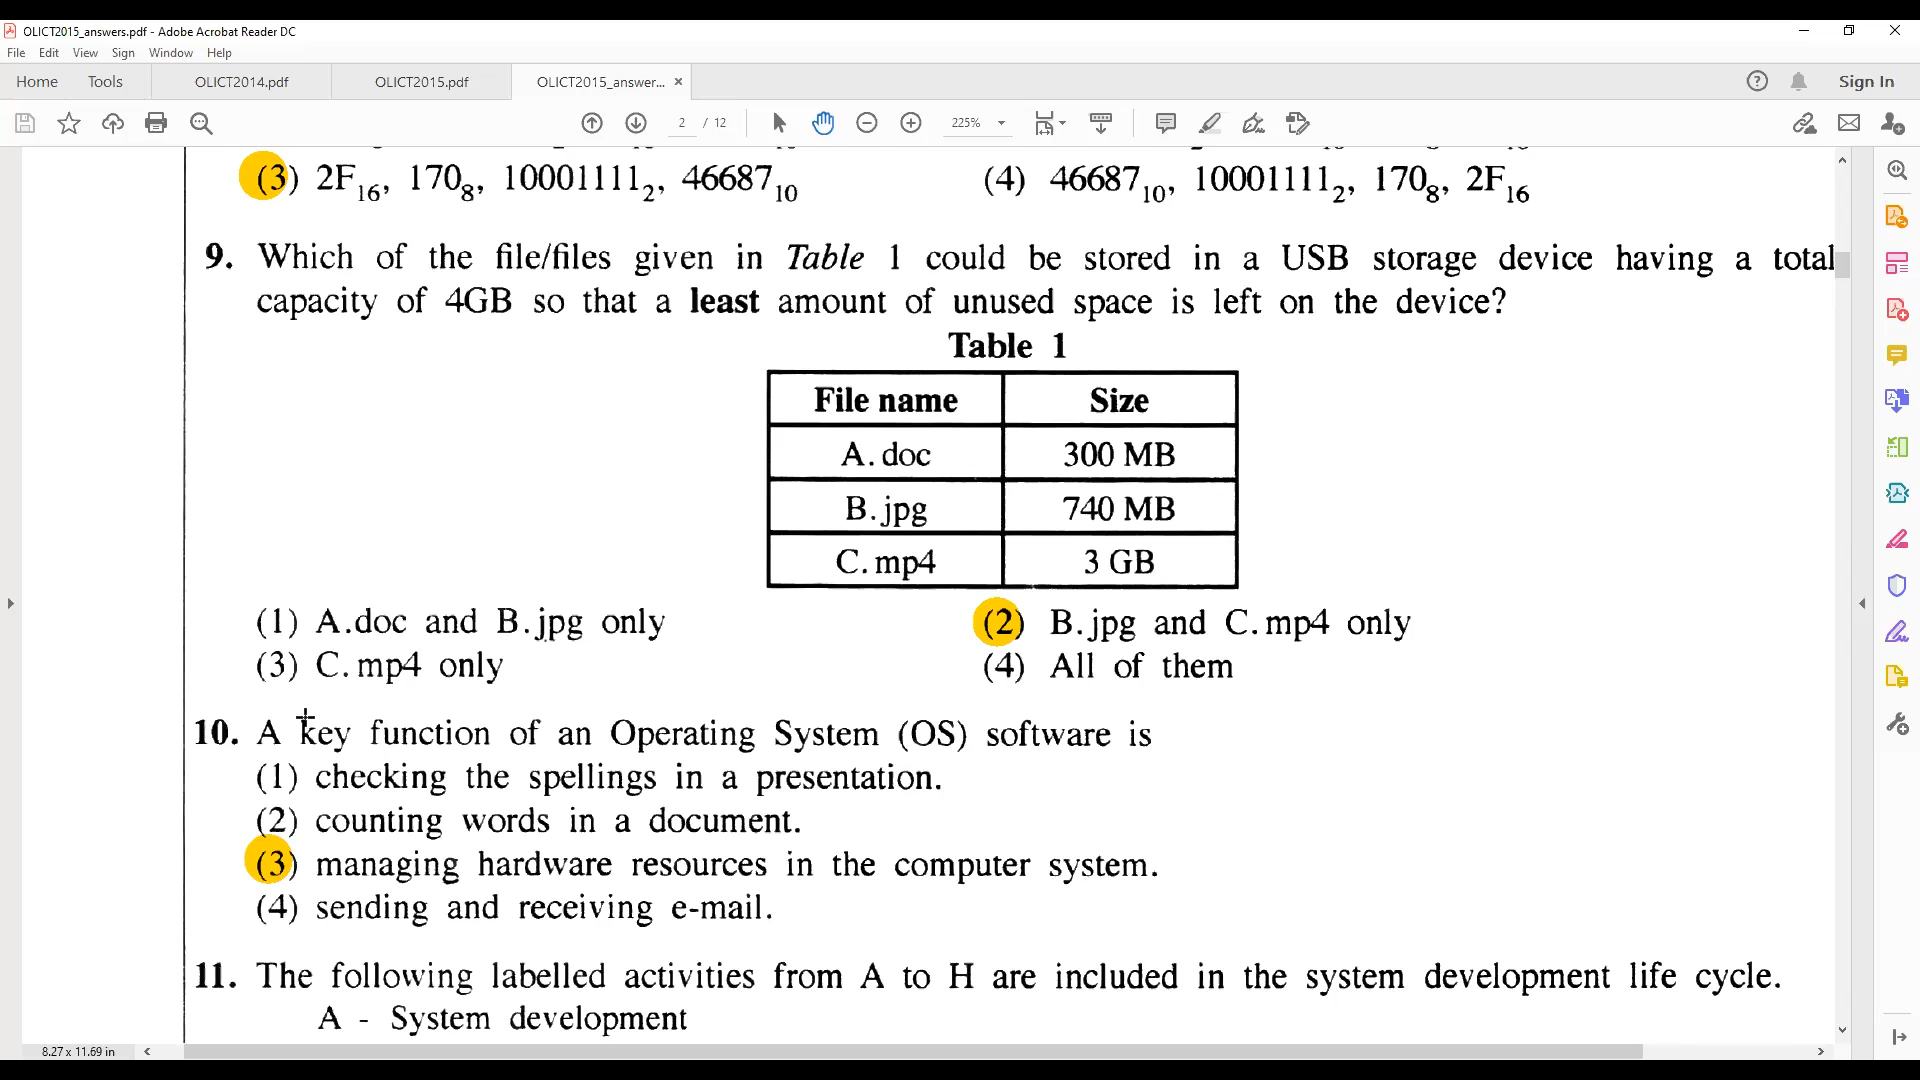 OLICT2015_answers.pdf - Adobe Acrobat Reader DC
File Edit View Sign Window Help
Home Tools OLICT2014.pdf OLICT2015.pdf OLICT2015_answer... × Sign In
2 / 12 225%
(3) 2F₁₆, 170₈, 10001111₂, 46687₁₀ (4) 46687₁₀, 10001111₂, 170₈, 2F₁₆
9. Which of the file/files given in Table 1 could be stored in a USB storage device having a total
capacity of 4GB so that a least amount of unused space is left on the device?
Table 1
File name Size
A.doc 300 MB
B.jpg 740 MB
C.mp4 3 GB
(1) A.doc and B.jpg only (2) B.jpg and C.mp4 only
(3) C.mp4 only (4) All of them
10. A key function of an Operating System (OS) software is
(1) checking the spellings in a presentation.
(2) counting words in a document.
(3) managing hardware resources in the computer system.
(4) sending and receiving e-mail.
11. The following labelled activities from A to H are included in the system development life cycle.
A - System development
8.27 x 11.69 in